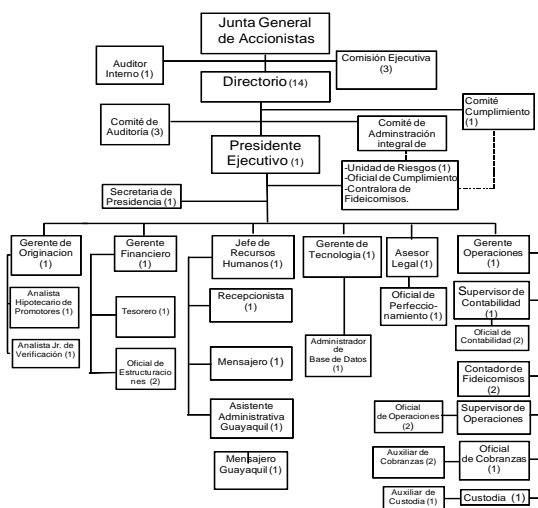 Junta General
de Accionistas
Auditor
Interno (1)
Comisión Ejecutiva
(3)
Directorio (14)
Comité
Cumplimiento
(1)
Comité de
Auditoría (3)
Comité de
Adminstración
integral de
Presidente
Ejecutivo (1)
-Unidad de Riesgos (1)
-Oficial de Cumplimiento
-Contralora de
Fideicomisos.
Secretaria de
Presidencia (1)
Gerente de
Originacion
(1)
Gerente
Financiero
(1)
Jefe de
Recursos
Humanos (1)
Gerente de
Tecnologia
(1)
Asesor
Legal (1)
Gerente
Operaciones
(1)
Analista
Hipotecario de
Promotores (1)
Analista Jr. de
Verificación (1)
Tesorero (1)
Oficial de
Estructuracio
nes (2)
Recepcionista
(1)
Mensajero (1)
Asistente
Administrativa
Guayaquil (1)
Mensajero
Guayaquil (1)
Administrador
de
Base de Datos
(1)
Oficial de
Perfeccio-
namiento (1)
Supervisor de
Contabilidad
(1)
Oficial de
Contabilidad (2)
Contador de
Fideicomisos
(2)
Oficial
de Operaciones
(2)
Supervisor de
Operaciones
Auxiliar de
Cobranzas (2)
Oficial
de Cobranzas
(1)
Auxiliar de
Custodia (1)
Custodia (1)